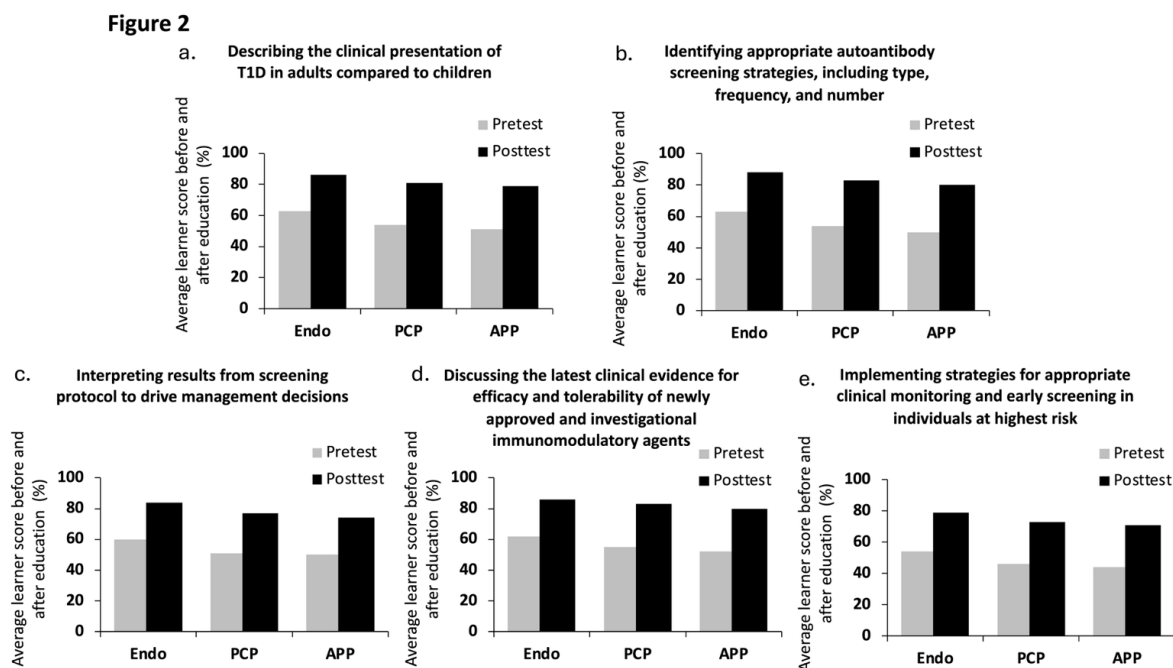 Figure 2
a. Describing the clinical presentation of
T1D in adults compared to children
Average learner score before and
after education (%)
Pretest
Posttest
100
80
60
40
20
0
Endo PCP APP
b. Identifying appropriate autoantibody
screening strategies, including type,
frequency, and number
Average learner score before and
after education (%)
Pretest
Posttest
100
80
60
40
20
0
Endo PCP APP
c. Interpreting results from screening
protocol to drive management decisions
Average learner score before and
after education (%)
Pretest
Posttest
100
80
60
40
20
0
Endo PCP APP
d. Discussing the latest clinical evidence for
efficacy and tolerability of newly
approved and investigational
immunomodulatory agents
Average learner score before and
after education (%)
Pretest
Posttest
100
80
60
40
20
0
Endo PCP APP
e. Implementing strategies for appropriate
clinical monitoring and early screening in
individuals at highest risk
Average learner score before and
after education (%)
Pretest
Posttest
100
80
60
40
20
0
Endo PCP APP